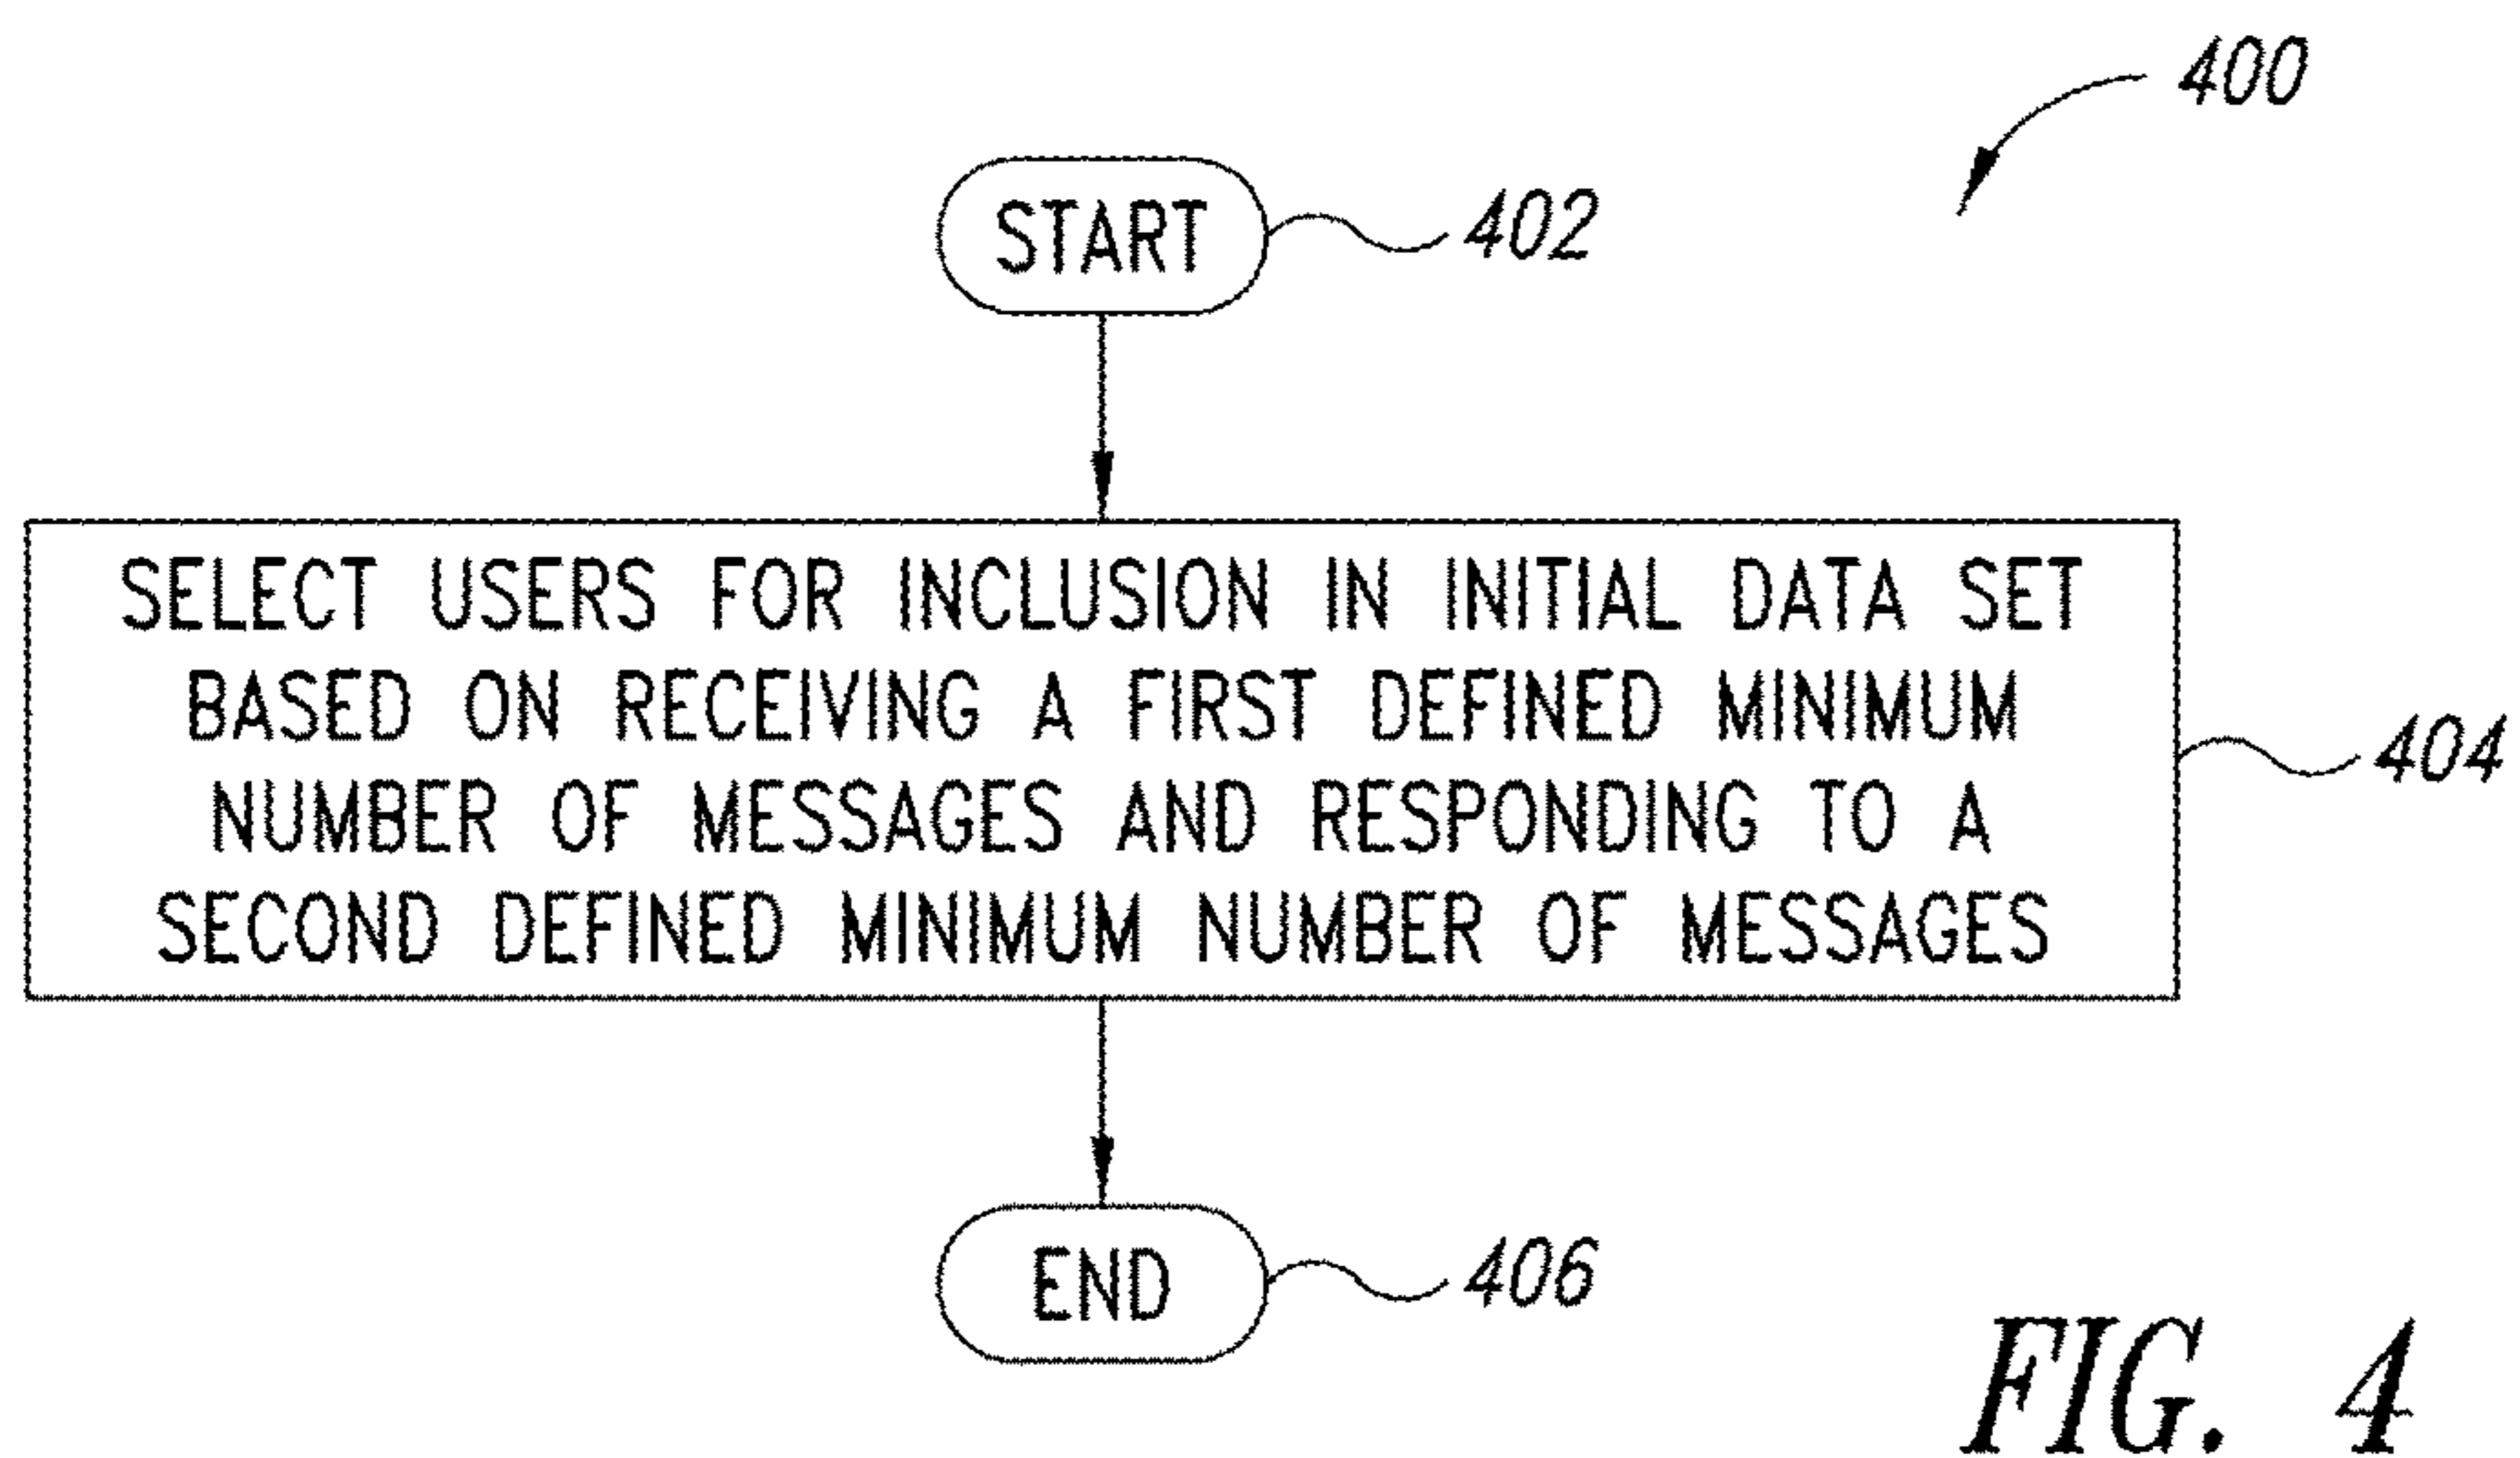 400
START
402
SELECT USERS FOR INCLUSION IN INITIAL DATA SET
BASED ON RECEIVING A FIRST DEFINED MINIMUM
NUMBER OF MESSAGES AND RESPONDING TO A
SECOND DEFINED MINIMUM NUMBER OF MESSAGES
404
END
406
FIG. 4